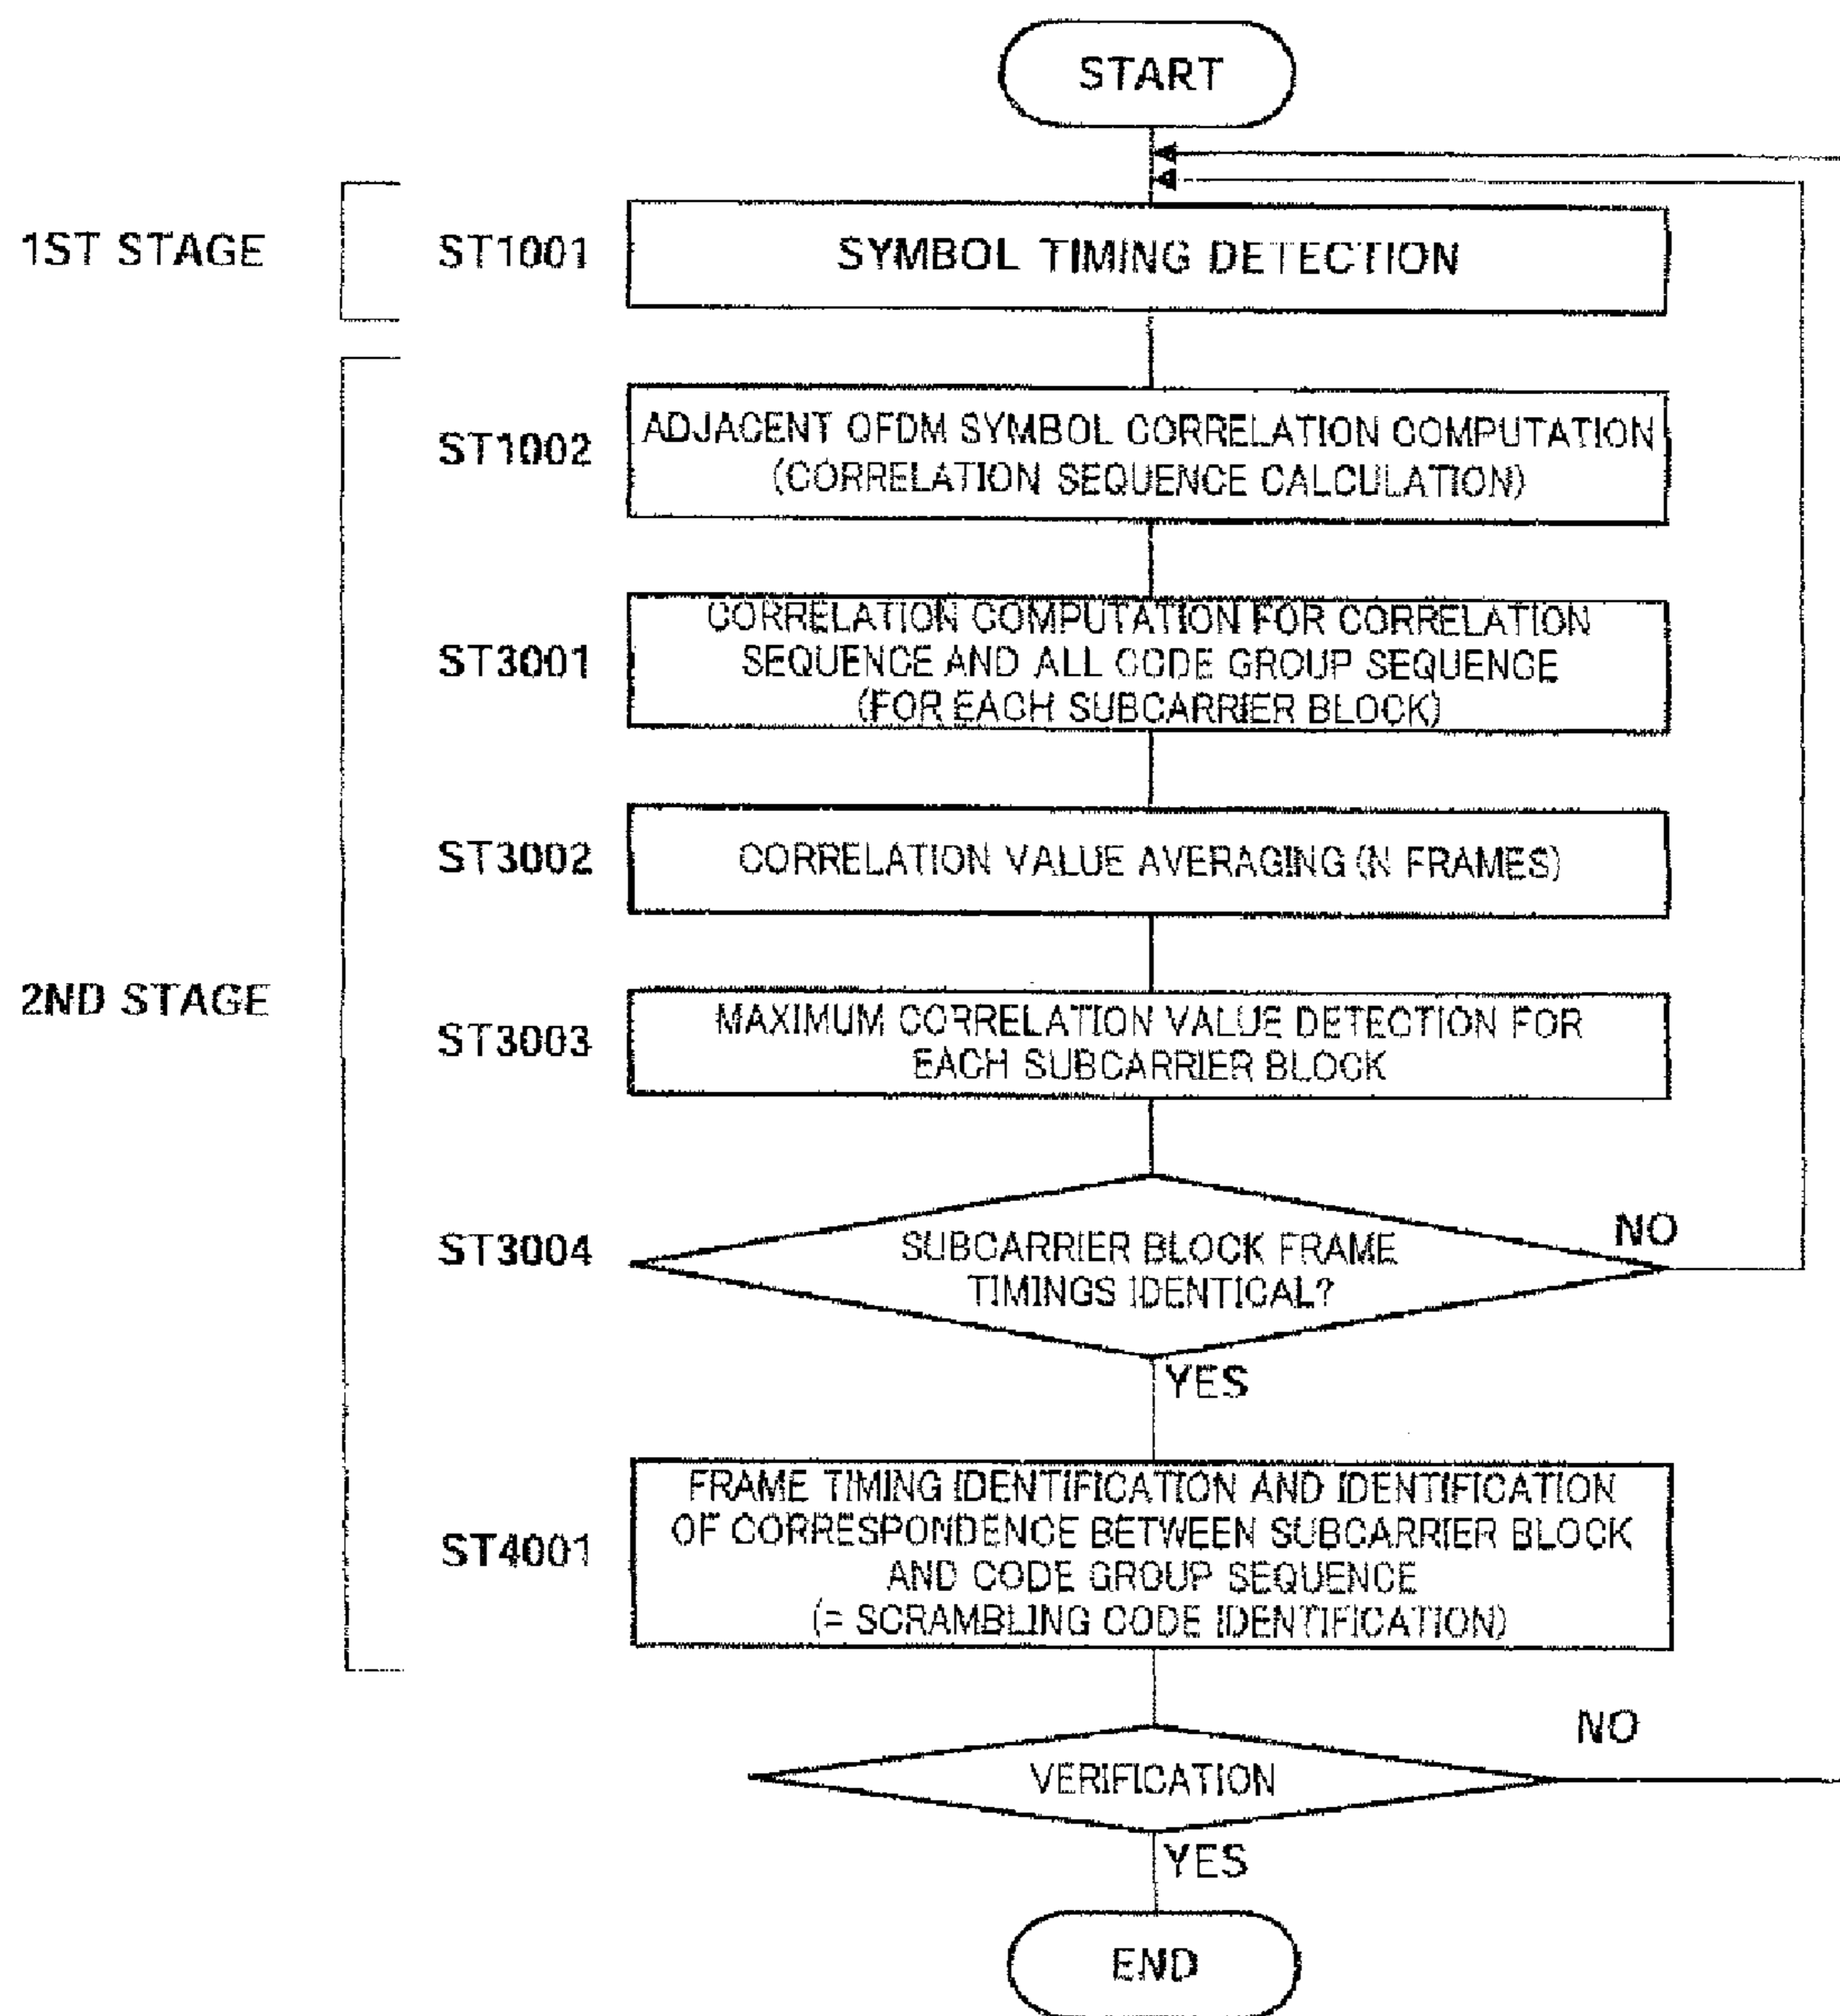 START
1ST STAGE
ST1001
SYMBOL TIMING DETECTION
ST1002
ADJACENT OFDM SYMBOL CORRELATION COMPUTATION
(CORRELATION SEQUENCE CALCULATION)
ST3001
CORRELATION COMPUTATION FOR CORRELATION
SEQUENCE AND ALL CODE GROUP SEQUENCE
(FOR EACH SUBCARRIER BLOCK)
ST3002
CORRELATION VALUE AVERAGING (N FRAMES)
2ND STAGE
ST3003
MAXIMUM CORRELATION VALUE DETECTION FOR
EACH SUBCARRIER BLOCK
ST3004
SUBCARRIER BLOCK FRAME
TIMINGS IDENTICAL?
NO
YES
ST4001
FRAME TIMING IDENTIFICATION AND IDENTIFICATION
OF CORRESPONDENCE BETWEEN SUBCARRIER BLOCK
AND CODE GROUP SEQUENCE
(= SCRAMBLING CODE IDENTIFICATION)
VERIFICATION
NO
YES
END